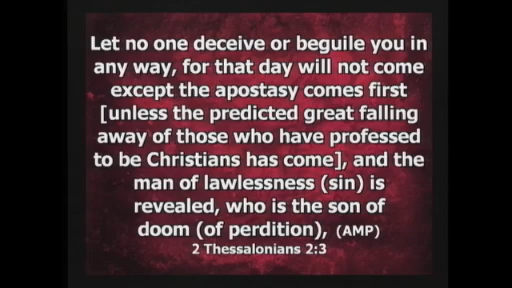 Let no one deceive or beguile you in
any way, for that day will not come
except the apostasy comes first
[unless the predicted great falling
away of those who have professed
to be Christians has come], and the
man of lawlessness (sin) is
revealed, who is the son of
doom (of perdition), (AMP)
2 Thessalonians 2:3